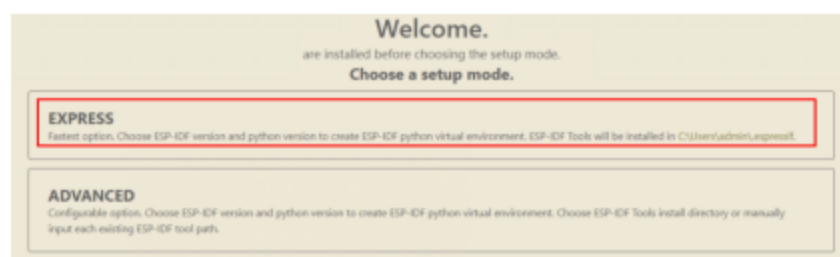 Welcome.
are installed before choosing the setup mode.
Choose a setup mode.
EXPRESS
Fastest option. Choose ESP-IDF version and python version to create ESP-IDF python virtual environment. ESP-IDF Tools will be installed in C:\Users\admin\.espressif.
ADVANCED
Configurable option. Choose ESP-IDF version and python version to create ESP-IDF python virtual environment. Choose ESP-IDF Tools install directory or manually
input each existing ESP-IDF tool path.